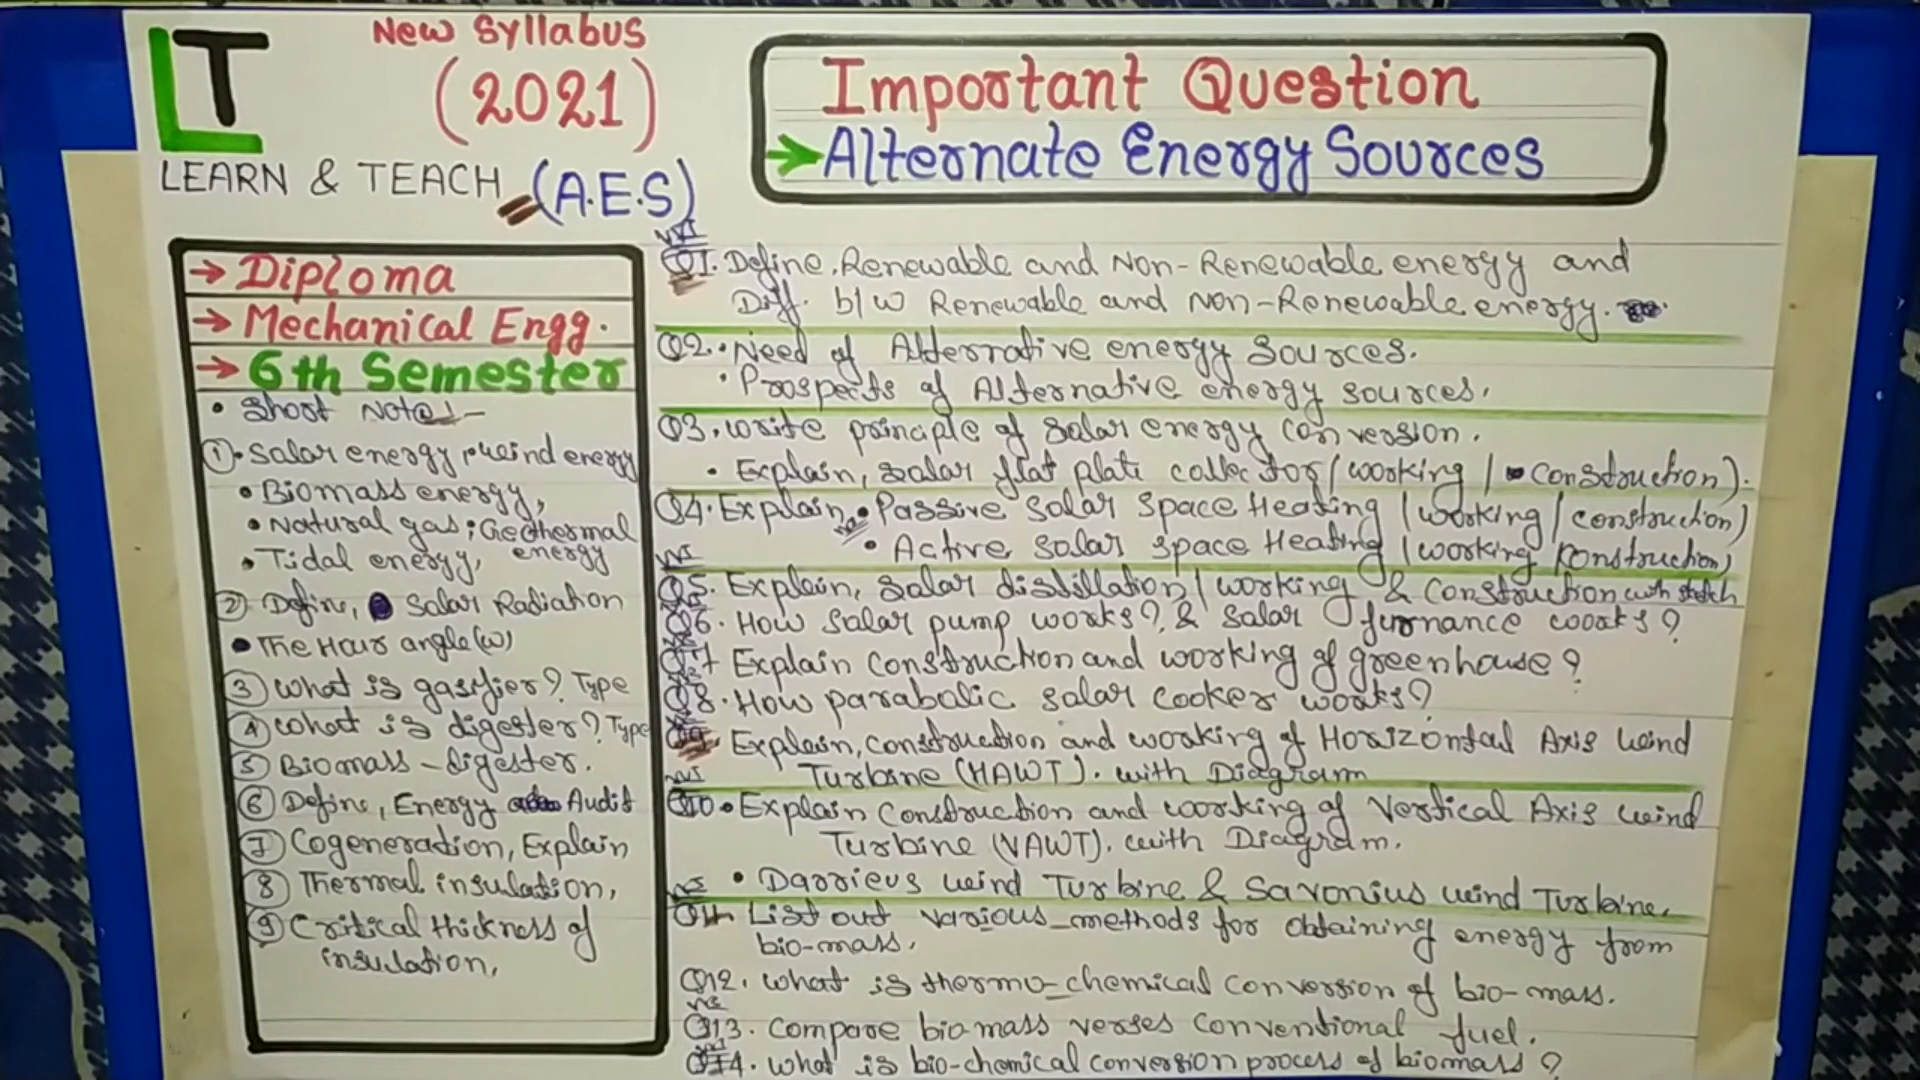 LT
New Syllabus
(2021)
LEARN & TEACH
(A.E.S)
Important Question
→ Alternate Energy Sources
→ Diploma
→ Mechanical Engg.
→ 6th Semester
• Short Note :-
① • Solar energy, • wind energy
• Biomass energy,
• Natural gas; Geothermal energy
• Tidal energy,
② Define, Solar Radiation
• The Hour angle (ω)
③ What is gasifier? Type
④ What is digester? Type
⑤ Biomass - digester.
⑥ Define, Energy Audit
⑦ Cogeneration, Explain
⑧ Thermal insulation,
⑨ Critical thickness of
insulation,
VVI
Q1. Define, Renewable and Non-Renewable energy and
Diff. b/w Renewable and Non-Renewable energy.
Q2. • Need of Alternative energy sources.
• Prospects of Alternative energy sources.
Q3. Write principle of Solar energy conversion.
• Explain, solar flat plate collector (working / construction).
Q4. Explain, • Passive Solar Space Heating (working / construction)
• Active Solar Space Heating (working / construction)
VVI
Q5. Explain, Solar distillation / working & construction with sketch
Q6. How Solar pump works?, & Solar furnance works?
Q7 Explain construction and working of greenhouse?
Q8. How parabolic solar cooker works?
Q9. Explain, construction and working of Horizontal Axis wind
Turbine (HAWT). with Diagram
VVI
Q10 • Explain construction and working of Vertical Axis wind
Turbine (VAWT). with Diagram.
• Darrieus wind Turbine & Savonius wind Turbine.
Q11. List out various methods for obtaining energy from
bio-mass.
Q12. What is thermo-chemical conversion of bio-mass.
Q13. Compare biomass verses conventional fuel.
Q14. What is bio-chemical conversion process of biomass?